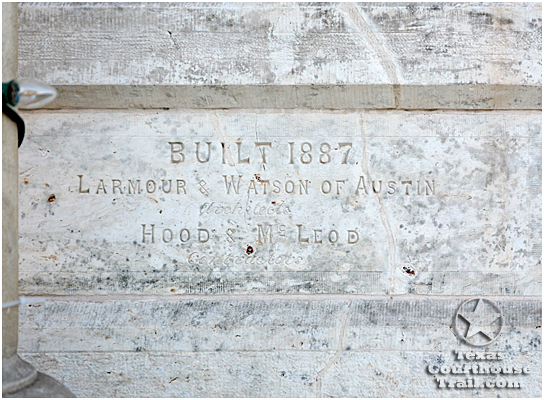 BUILT 1887
LARMOUR & WATSON OF AUSTIN
Architects
HOOD & McLEOD
Contractors
Texas
Courthouse
Trail.com